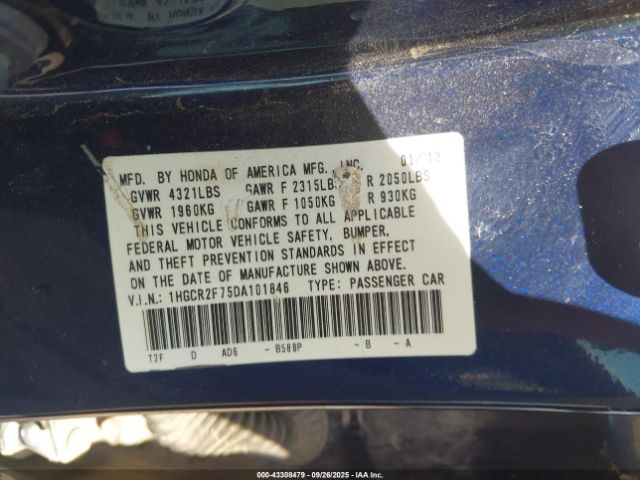 MFD. BY HONDA OF AMERICA MFG., INC. 01/13
GVWR 4321LBS GAWR F 2315LBS R 2050LBS
GVWR 1960KG GAWR F 1050KG R 930KG
THIS VEHICLE CONFORMS TO ALL APPLICABLE
FEDERAL MOTOR VEHICLE SAFETY, BUMPER,
AND THEFT PREVENTION STANDARDS IN EFFECT
ON THE DATE OF MANUFACTURE SHOWN ABOVE.
V.I.N.: 1HGCR2F75DA101846 TYPE: PASSENGER CAR
T2F D AD6 - B588P - B - A
000-43308479 (09/26/2025 - IAA Inc.)